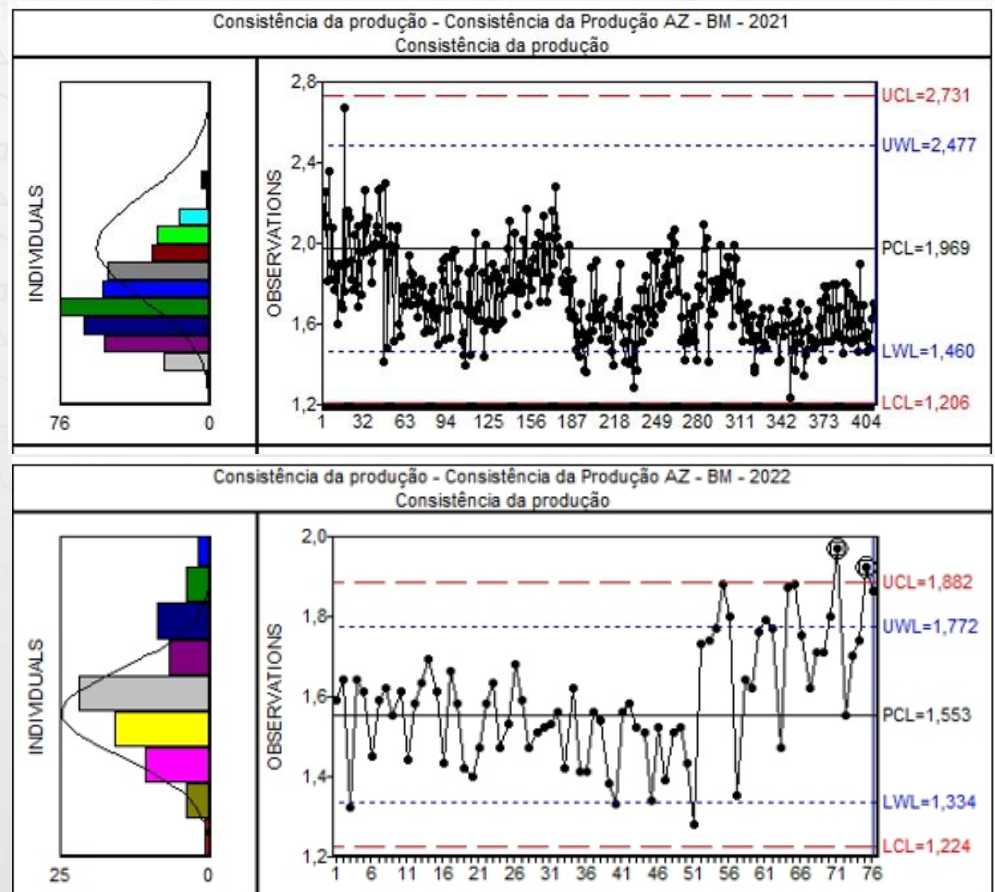 Consistência da produção - Consistência da Produção AZ - BM - 2021
Consistência da produção
INDIVIDUALS
76
0
OBSERVATIONS
2,8
2,4
2,0
1,6
1,2
1 32 63 94 125 156 187 218 249 280 311 342 373 404
UCL=2,731
UWL=2,477
PCL=1,969
LWL=1,460
LCL=1,206
Consistência da produção - Consistência da Produção AZ - BM - 2022
Consistência da produção
INDIVIDUALS
25
0
OBSERVATIONS
2,0
1,8
1,6
1,4
1,2
1 6 11 16 21 26 31 36 41 46 51 56 61 66 71 76
UCL=1,882
UWL=1,772
PCL=1,553
LWL=1,334
LCL=1,224